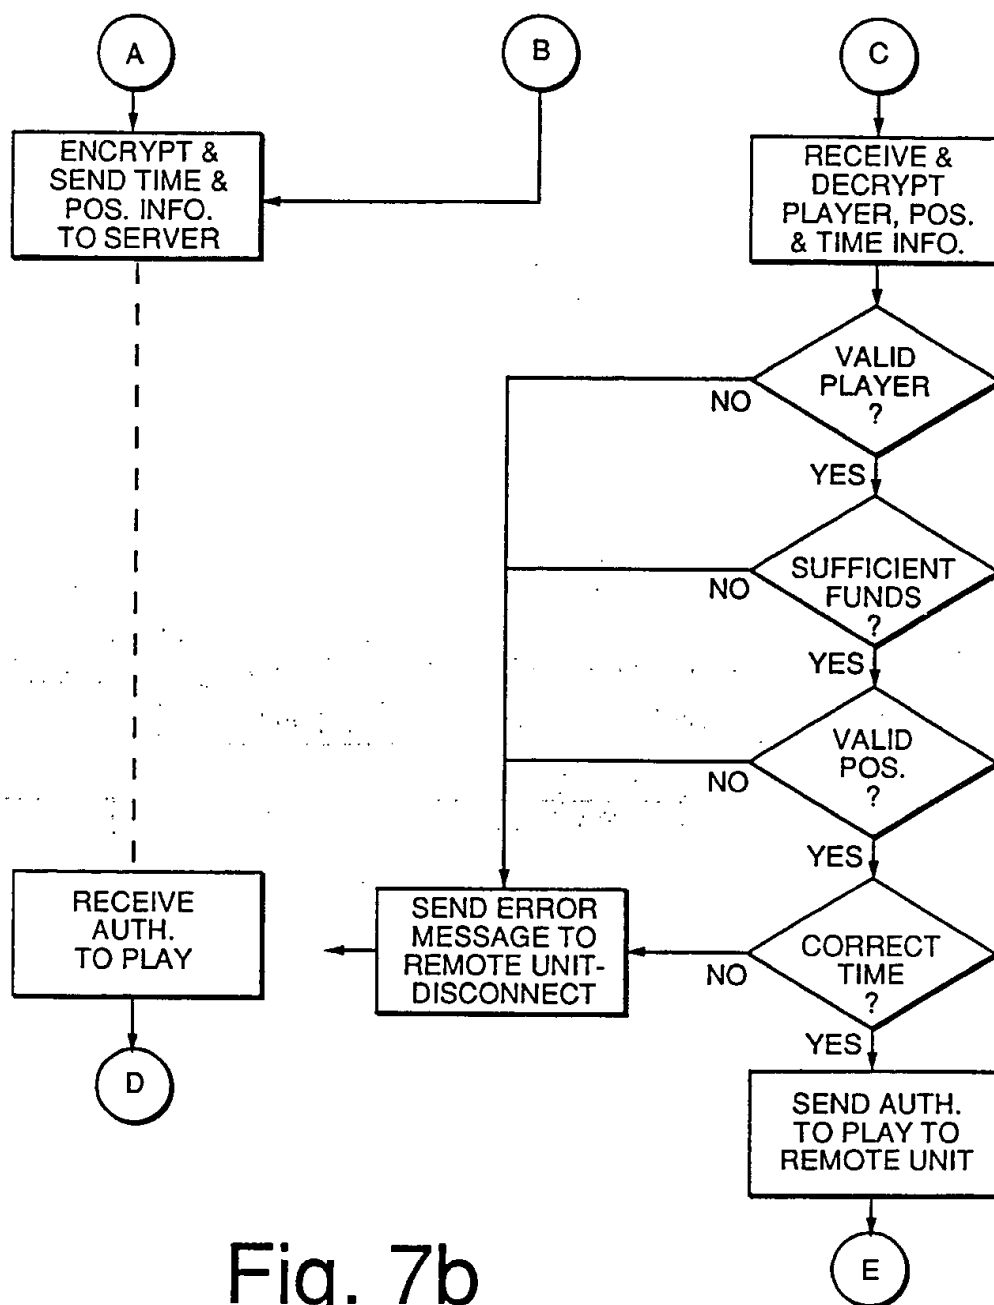 A
B
C
ENCRYPT &
SEND TIME &
POS. INFO.
TO SERVER
RECEIVE &
DECRYPT
PLAYER, POS.
& TIME INFO.
VALID
PLAYER
?
NO
YES
SUFFICIENT
FUNDS
?
NO
YES
VALID
POS.
?
NO
YES
RECEIVE
AUTH.
TO PLAY
SEND ERROR
MESSAGE TO
REMOTE UNIT-
DISCONNECT
CORRECT
TIME
?
NO
YES
D
SEND AUTH.
TO PLAY TO
REMOTE UNIT
E
Fig. 7b